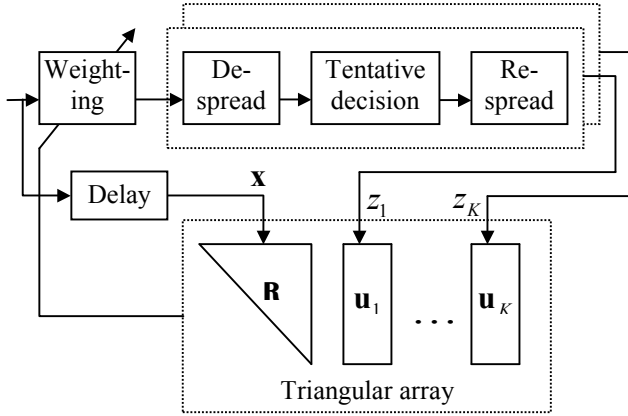 Weight-
ing
De-
spread
Tentative
decision
Re-
spread
Delay
x
z1
zK
R
u1
...
uK
Triangular array